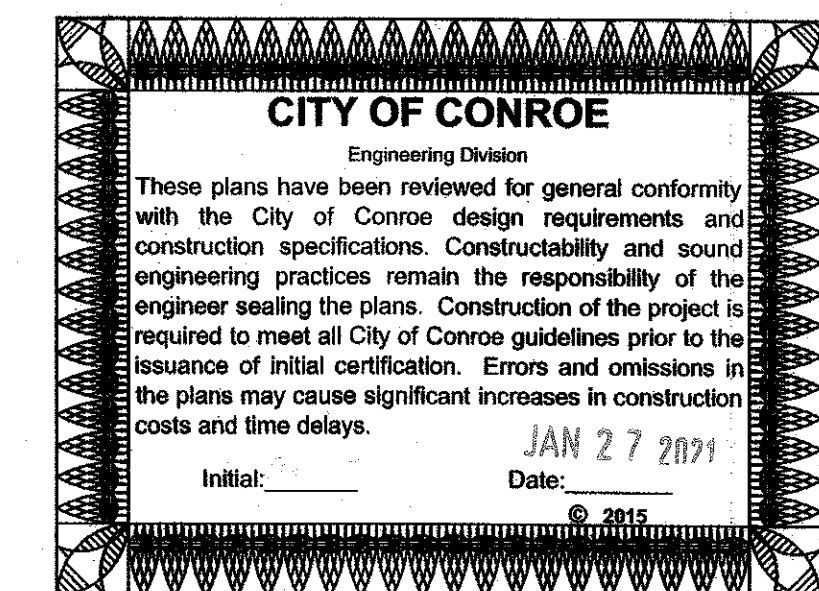 CITY OF CONROE
Engineering Division
These plans have been reviewed for general conformity
with the City of Conroe design requirements and
construction specifications. Constructability and sound
engineering practices remain the responsibility of the
engineer sealing the plans. Construction of the project is
required to meet all City of Conroe guidelines prior to the
issuance of initial certification. Errors and omissions in
the plans may cause significant increases in construction
costs and time delays.
JAN 27 2021
Initial:________ Date:________
© 2015